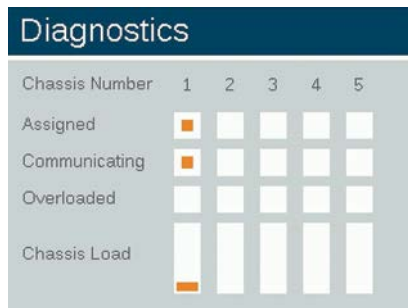 Diagnostics
Chassis Number 1 2 3 4 5
Assigned
Communicating
Overloaded
Chassis Load